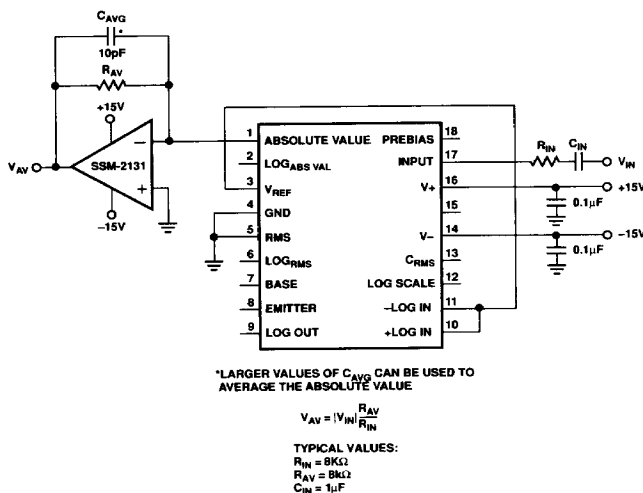 CAVG
*
10pF
RAV
+15V
VAV
SSM-2131
−
+
−15V
1 ABSOLUTE VALUE
2 LOGABS VAL
3 VREF
4 GND
5 RMS
6 LOGRMS
7 BASE
8 EMITTER
9 LOG OUT
PREBIAS 18
INPUT 17
V+ 16
15
V− 14
CRMS 13
LOG SCALE 12
−LOG IN 11
+LOG IN 10
RIN
CIN
VIN
+15V
0.1µF
−15V
0.1µF
*LARGER VALUES OF CAVG CAN BE USED TO
AVERAGE THE ABSOLUTE VALUE
VAV = |VIN| RAV/RIN
TYPICAL VALUES:
RIN = 8KΩ
RAV = 8kΩ
CIN = 1µF